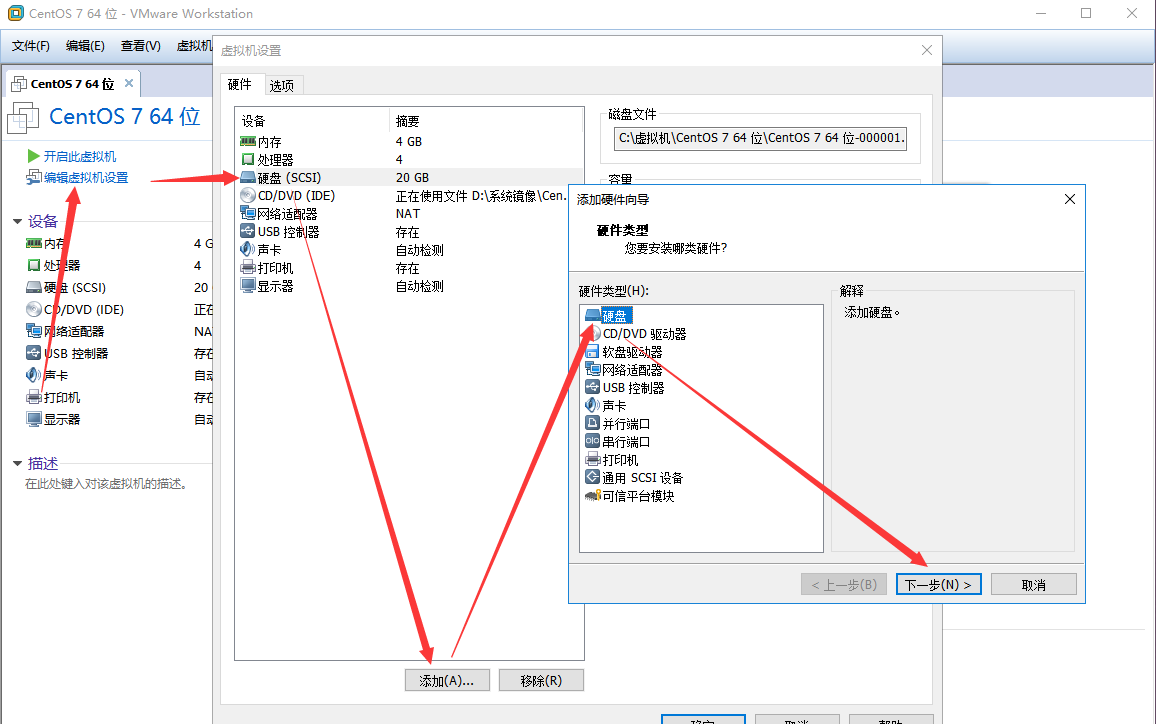 CentOS 7 64 位 - VMware Workstation
文件(F) 编辑(E) 查看(V) 虚拟机
CentOS 7 64 位
CentOS 7 64 位
开启此虚拟机
编辑虚拟机设置
设备
内存 4 G
处理器 4
硬盘 (SCSI) 20
CD/DVD (IDE) 正在
网络适配器 NA
USB 控制器 存在
声卡 自动
打印机 存在
显示器 自动
描述
在此处键入对该虚拟机的描述。
虚拟机设置
硬件 选项
设备 摘要
内存 4 GB
处理器 4
硬盘 (SCSI) 20 GB
CD/DVD (IDE) 正在使用文件 D:\系统镜像\Cen.
网络适配器 NAT
USB 控制器 存在
声卡 自动检测
打印机 存在
显示器 自动检测
添加(A)... 移除(R)
磁盘文件
C:\虚拟机\CentOS 7 64 位\CentOS 7 64 位-000001.
容量
添加硬件向导
硬件类型
您要安装哪类硬件?
硬件类型(H):
硬盘
CD/DVD 驱动器
软盘驱动器
网络适配器
USB 控制器
声卡
并行端口
串行端口
打印机
通用 SCSI 设备
可信平台模块
解释
添加硬盘。
< 上一步(B) 下一步(N) > 取消
确定 取消 帮助